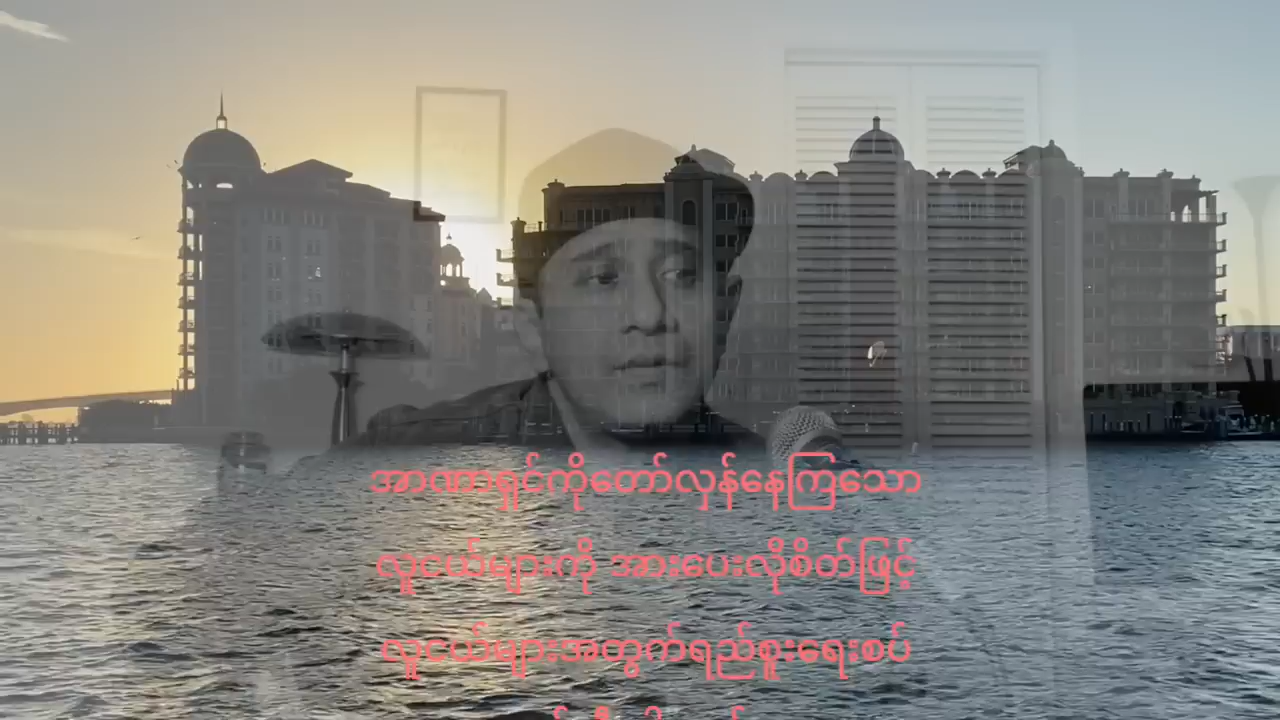 အာဏာရှင်ကိုတော်လှန်နေကြသော
လူငယ်များကို အားပေးလိုစိတ်ဖြင့်
လူငယ်များအတွက်ရည်စူးရေးစပ်